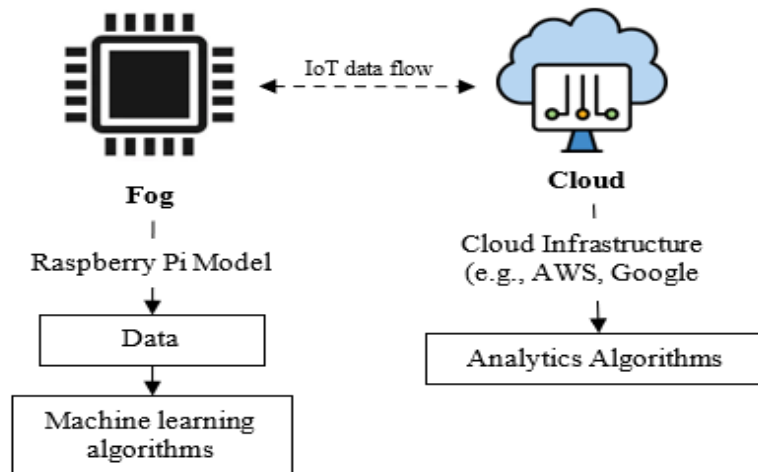 IoT data flow
Fog
Cloud
Raspberry Pi Model
Cloud Infrastructure
(e.g., AWS, Google
Data
Analytics Algorithms
Machine learning
algorithms